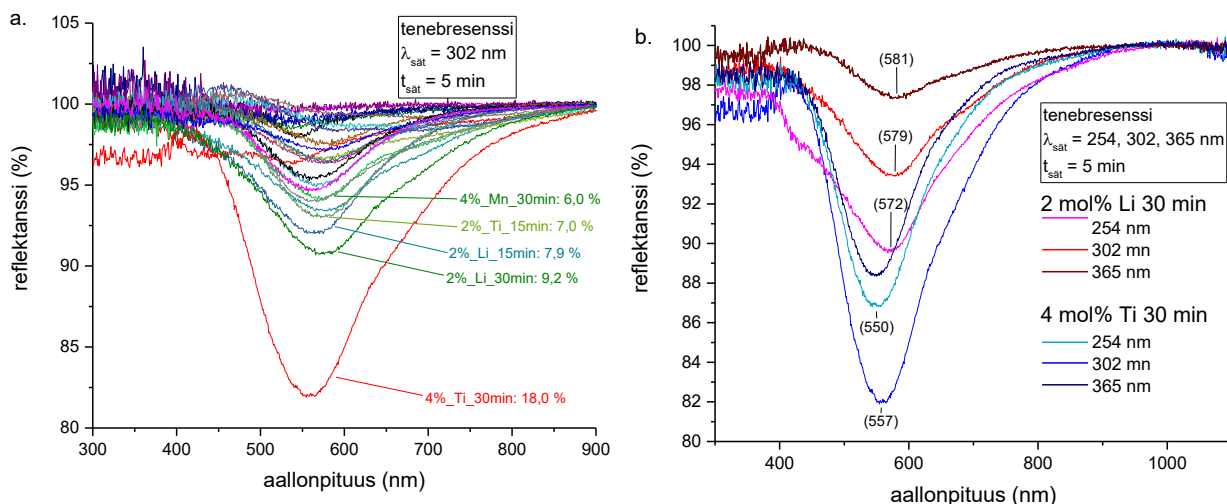 a.
tenebresenssi
λsät = 302 nm
tsät = 5 min
105
100
95
90
85
80
reflektanssi (%)
4%_Mn_30min: 6,0 %
2%_Ti_15min: 7,0 %
2%_Li_15min: 7,9 %
2%_Li_30min: 9,2 %
4%_Ti_30min: 18,0 %
300 400 500 600 700 800 900
aallonpituus (nm)
b.
100
98
96
94
92
90
88
86
84
82
80
reflektanssi (%)
(581)
(579)
(572)
(550)
(557)
tenebresenssi
λsät = 254, 302, 365 nm
tsät = 5 min
2 mol% Li 30 min
254 nm
302 nm
365 nm
4 mol% Ti 30 min
254 nm
302 mn
365 nm
400 600 800 1000
aallonpituus (nm)